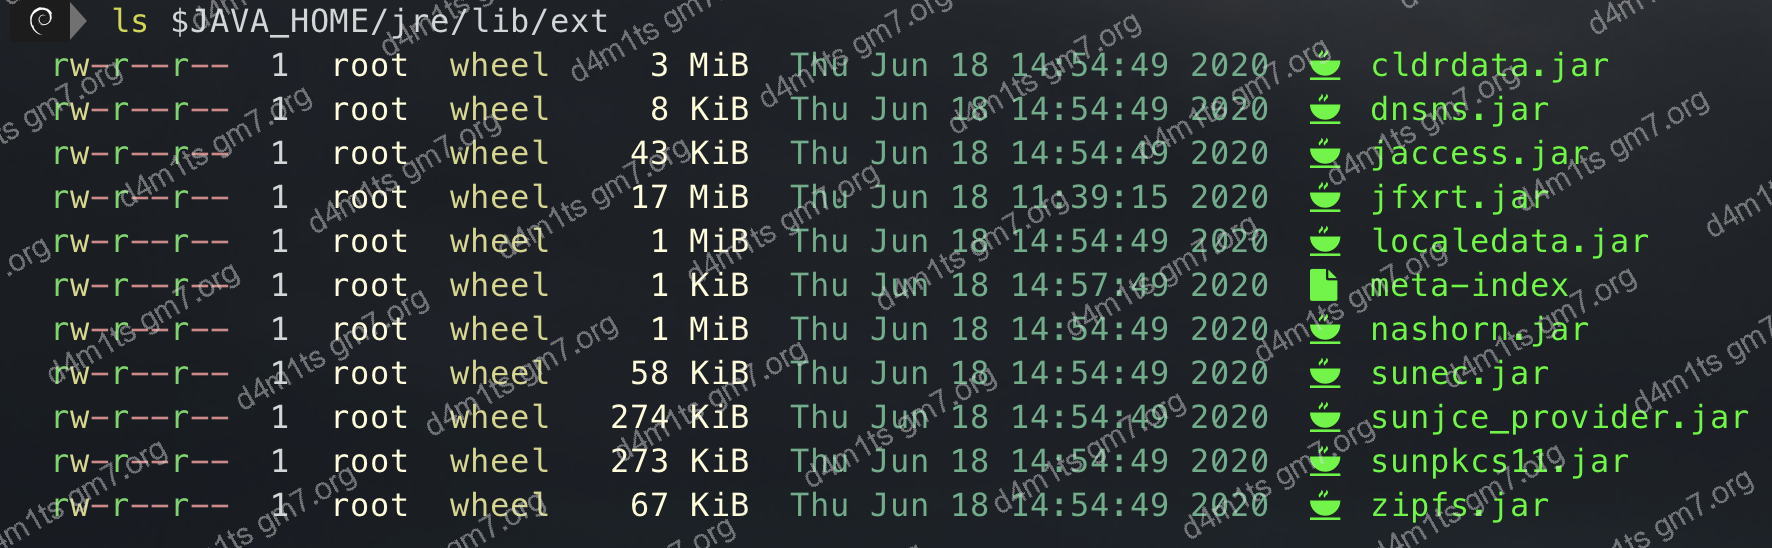 ls $JAVA_HOME/jre/lib/ext
rw-r--r-- 1 root wheel 3 MiB Thu Jun 18 14:54:49 2020 cldrdata.jar
rw-r--r-- 1 root wheel 8 KiB Thu Jun 18 14:54:49 2020 dnsns.jar
rw-r--r-- 1 root wheel 43 KiB Thu Jun 18 14:54:49 2020 jaccess.jar
rw-r--r-- 1 root wheel 17 MiB Thu Jun 18 11:39:15 2020 jfxrt.jar
rw-r--r-- 1 root wheel 1 MiB Thu Jun 18 14:54:49 2020 localedata.jar
rw-r--r-- 1 root wheel 1 KiB Thu Jun 18 14:57:49 2020 meta-index
rw-r--r-- 1 root wheel 1 MiB Thu Jun 18 14:54:49 2020 nashorn.jar
rw-r--r-- 1 root wheel 58 KiB Thu Jun 18 14:54:49 2020 sunec.jar
rw-r--r-- 1 root wheel 274 KiB Thu Jun 18 14:54:49 2020 sunjce_provider.jar
rw-r--r-- 1 root wheel 273 KiB Thu Jun 18 14:54:49 2020 sunpkcs11.jar
rw-r--r-- 1 root wheel 67 KiB Thu Jun 18 14:54:49 2020 zipfs.jar
d4m1ts gm7.org